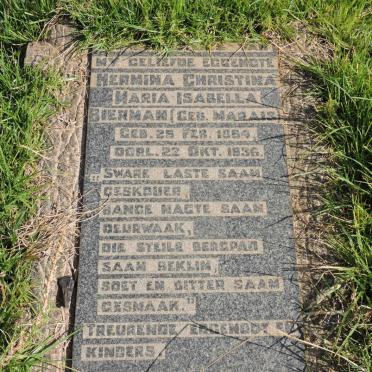 MY GELIEFDE EGGENOTE
HERMINA CHRISTINA
MARIA ISABELLA
HERMAN (GEB. MARAIS
GEB. 25 FEB. 1884
OORL. 22 OKT. 1936.
"SWARE LASTE SAAM
GESKOUER,
BANGE NAGTE SAAM
DEURWAAK,
DIE STEILE BERGPAD
SAAM BEKLIM,
SOET EN BITTER SAAM
GESMAAK."
TREURENDE EGGENOOT EN
KINDERS